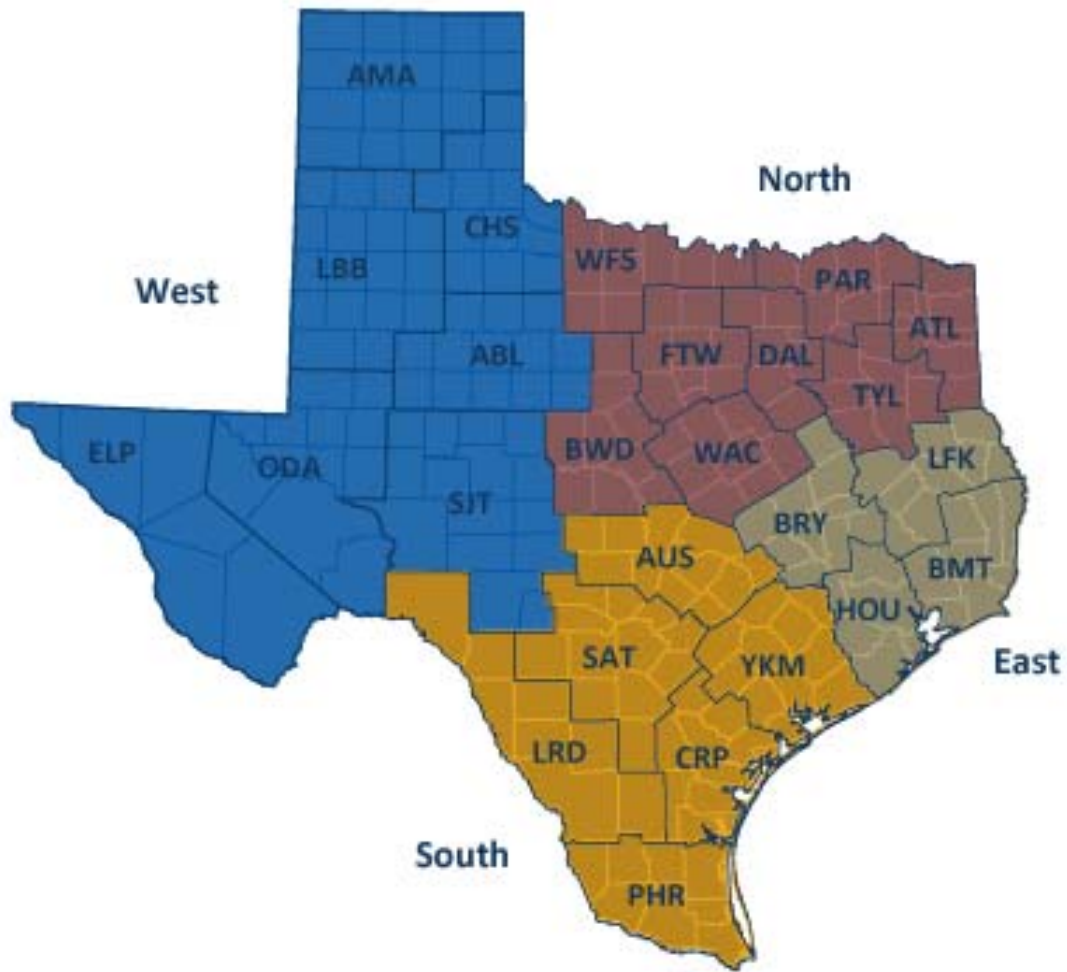 AMA
North
CHS
WFS
LBB
PAR
West
ATL
ABL
FTW
DAL
TYL
ELP
ODA
BWD
WAC
LFK
SJT
BRY
AUS
BMT
HOU
SAT
YKM
East
LRD
CRP
South
PHR